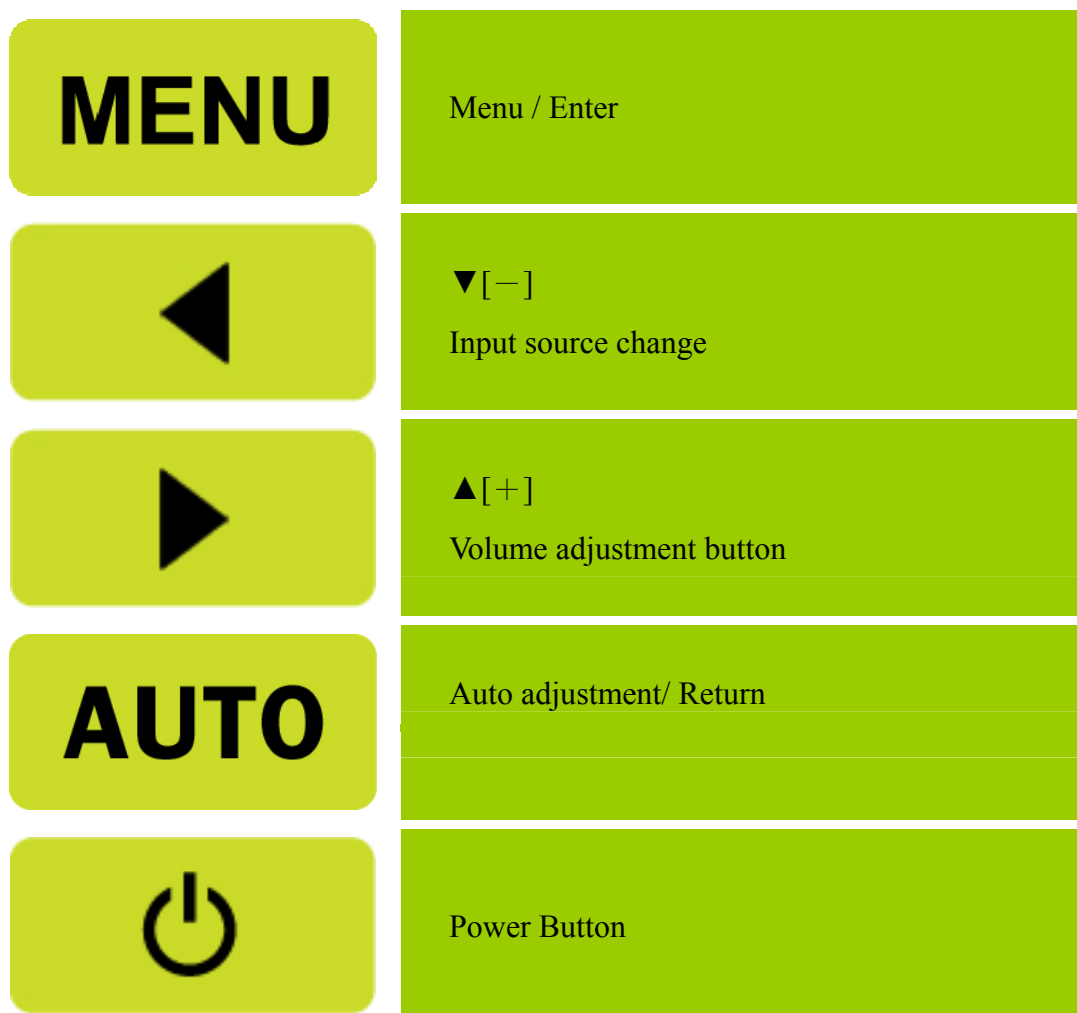 MENU
Menu / Enter
▼[－]
Input source change
▲[＋]
Volume adjustment button
AUTO
Auto adjustment/ Return
Power Button